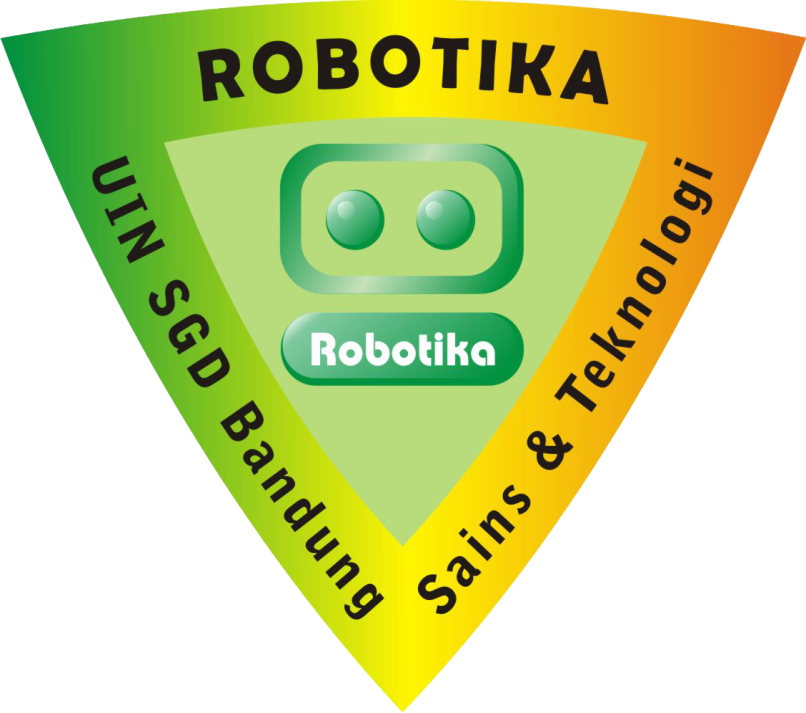 ROBOTIKA
UIN SGD Bandung
Sains & Teknologi
Robotika